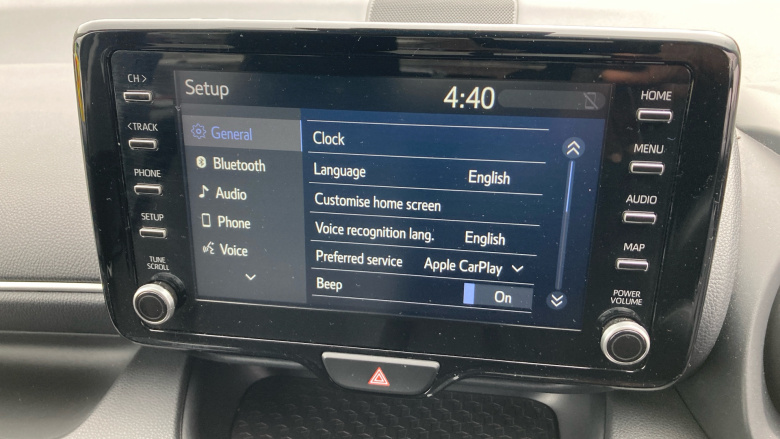 CH >
< TRACK
PHONE
SETUP
TUNE
SCROLL
Setup
4:40
General
Bluetooth
Audio
Phone
Voice
Clock
Language English
Customise home screen
Voice recognition lang. English
Preferred service Apple CarPlay
Beep On
HOME
MENU
AUDIO
MAP
POWER
VOLUME